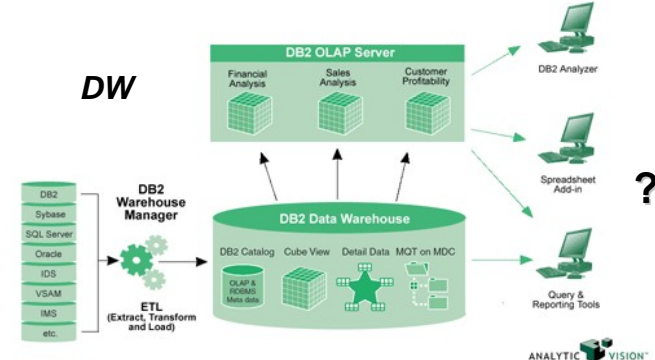 DW
DB2 OLAP Server
Financial
Analysis
Sales
Analysis
Customer
Profitability
DB2 Analyzer
Spreadsheet
Add-in
?
DB2
Sybase
SQL Server
Oracle
IDS
VSAM
IMS
etc.
DB2
Warehouse
Manager
ETL
(Extract, Transform
and Load)
DB2 Data Warehouse
DB2 Catalog
Cube View
Detail Data
MQT on MDC
OLAP &
RDBMS
Meta data
Query &
Reporting Tools
ANALYTIC VISION™